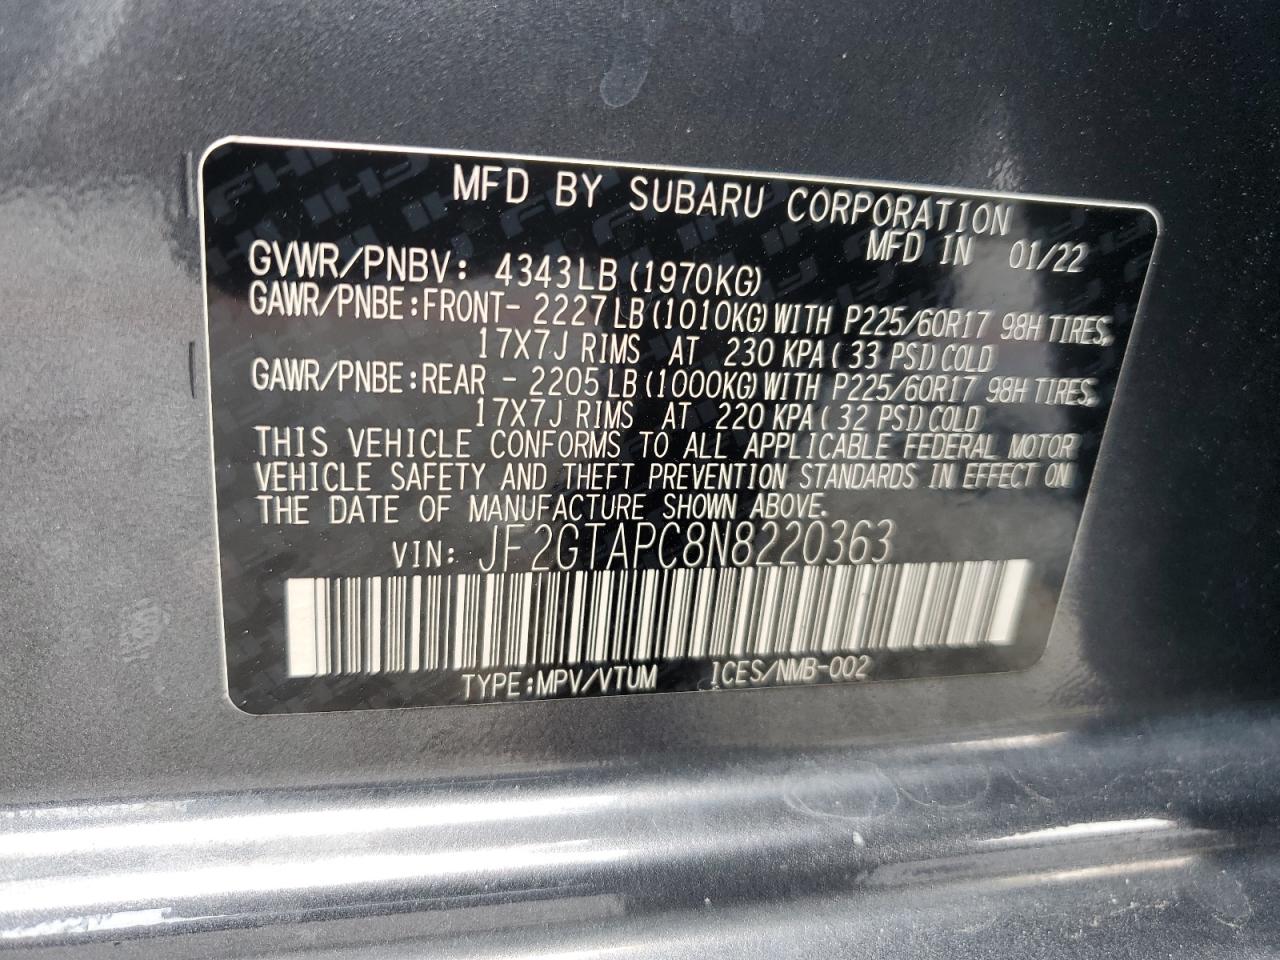 MFD BY SUBARU CORPORATION
MFD IN 01/22
GVWR/PNBV: 4343LB (1970KG)
GAWR/PNBE:FRONT- 2227LB(1010KG)WITH P225/60R17 98H TIRES,
17X7J RIMS AT 230 KPA(33 PSI)COLD
GAWR/PNBE:REAR - 2205LB(1000KG)WITH P225/60R17 98H TIRES,
17X7J RIMS AT 220 KPA(32 PSI)COLD
THIS VEHICLE CONFORMS TO ALL APPLICABLE FEDERAL MOTOR
VEHICLE SAFETY AND THEFT PREVENTION STANDARDS IN EFFECT ON
THE DATE OF MANUFACTURE SHOWN ABOVE.
VIN: JF2GTAPC8N8220363
TYPE:MPV/VTUM ICES/NMB-002